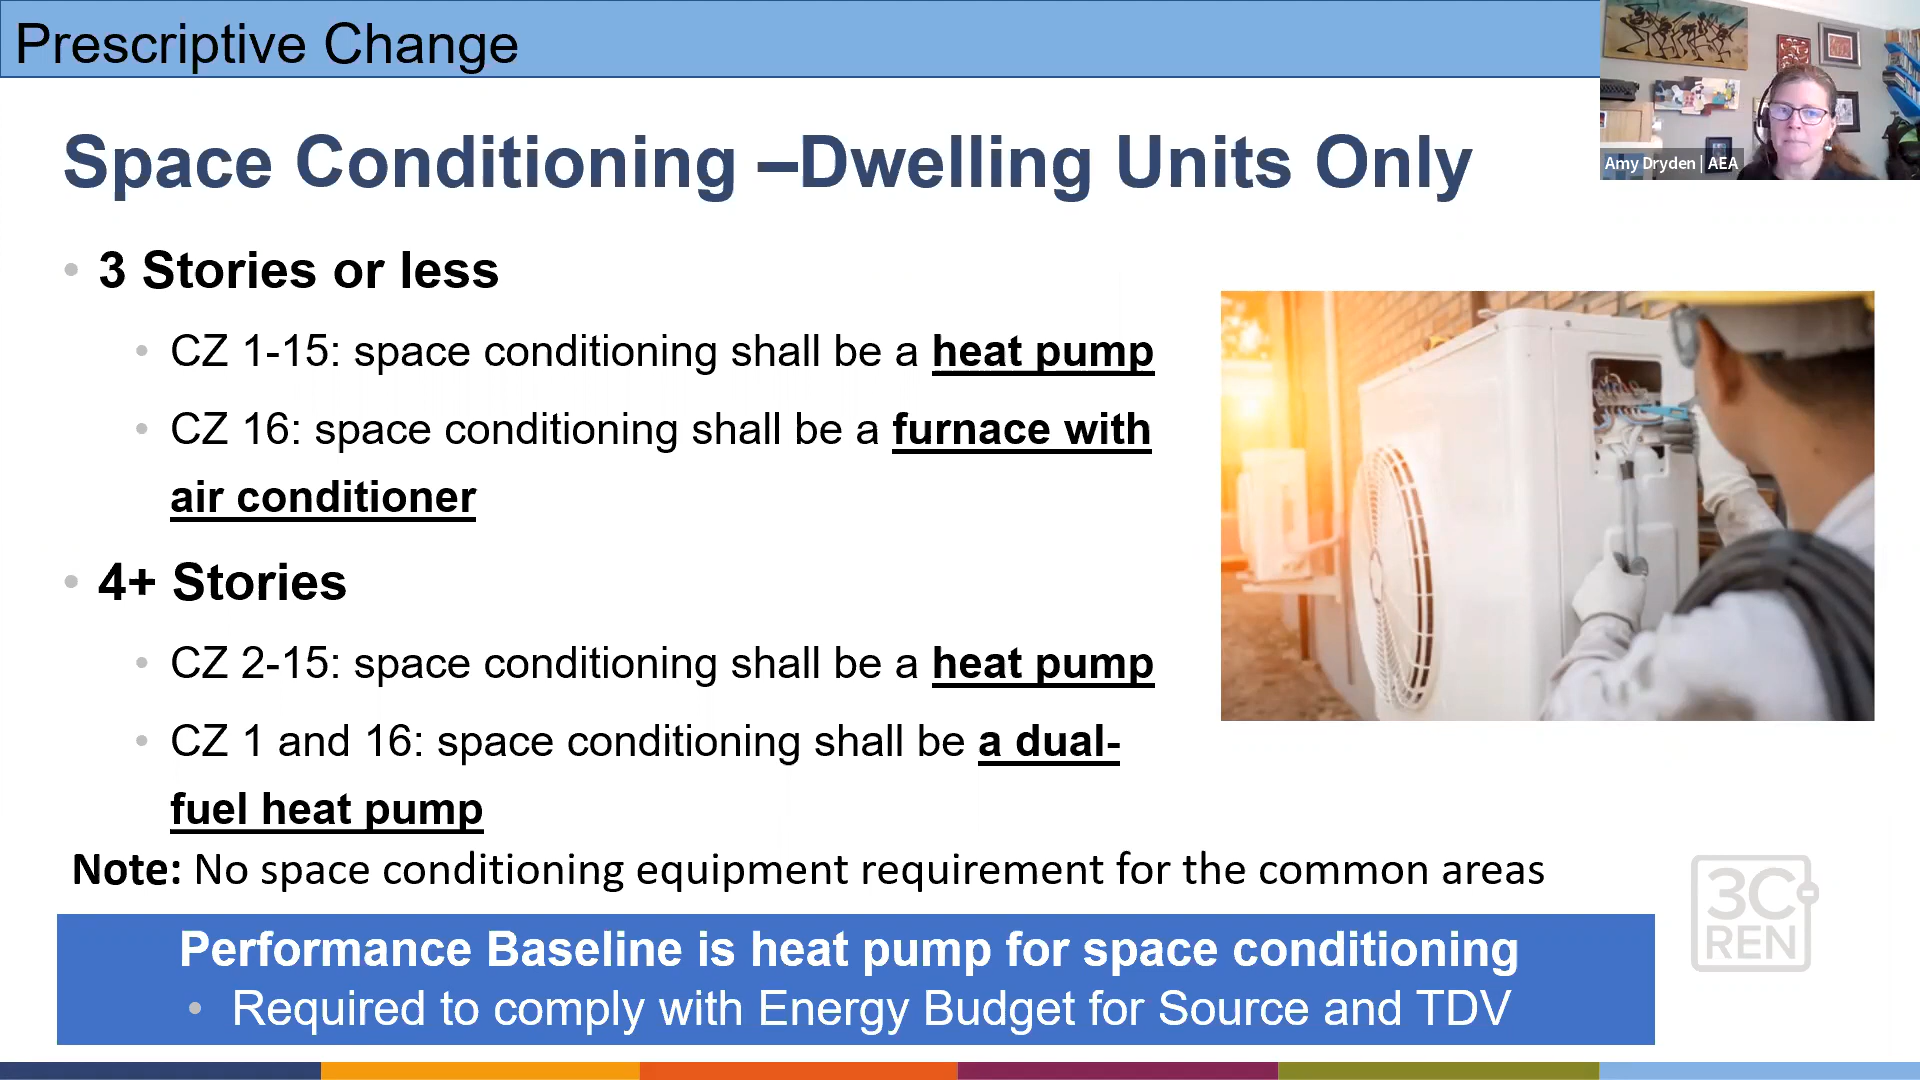 Prescriptive Change
Amy Dryden | AEA
Space Conditioning –Dwelling Units Only
• 3 Stories or less
• CZ 1-15: space conditioning shall be a heat pump
• CZ 16: space conditioning shall be a furnace with
air conditioner
• 4+ Stories
• CZ 2-15: space conditioning shall be a heat pump
• CZ 1 and 16: space conditioning shall be a dual-
fuel heat pump
Note: No space conditioning equipment requirement for the common areas
3C
REN
Performance Baseline is heat pump for space conditioning
• Required to comply with Energy Budget for Source and TDV